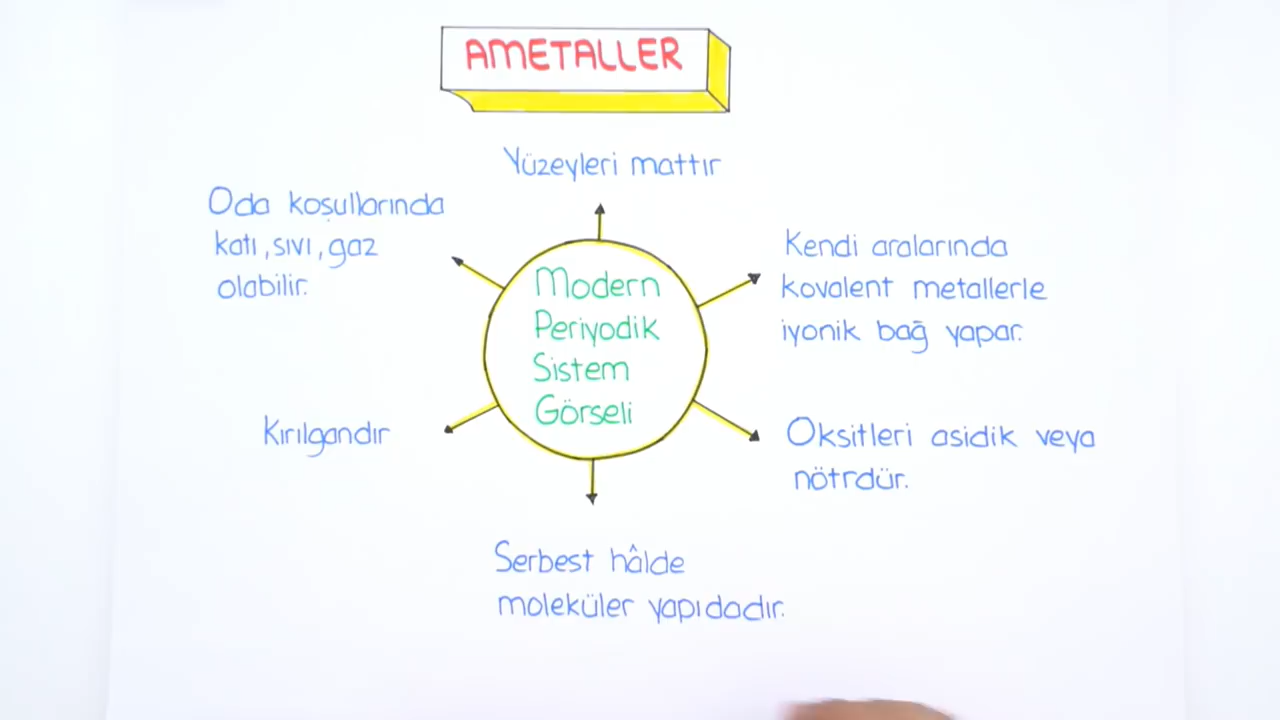 AMETALLER
Yüzeyleri mattır
Oda koşullarında
katı, sıvı, gaz
olabilir.
Kendi aralarında
kovalent metallerle
iyonik bağ yapar.
Modern
Periyodik
Sistem
Görseli
Kırılgandır
Oksitleri asidik veya
nötrdür.
Serbest hâlde
moleküler yapıdadır.